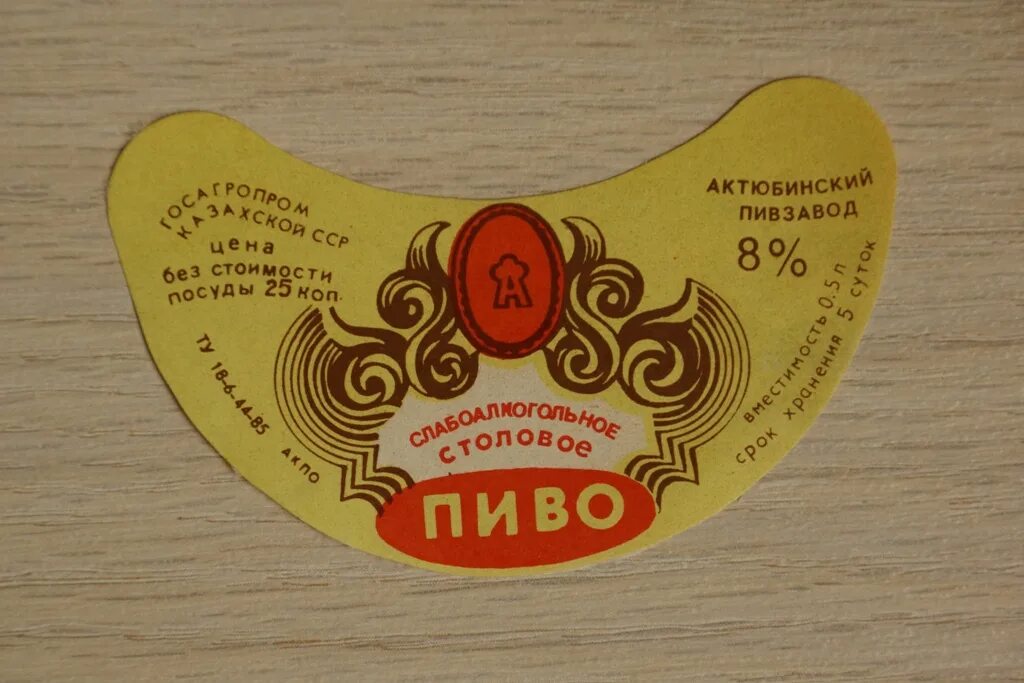 ГОСАГРОПРОМ
КАЗАХСКОЙ ССР
цена
без стоимости
посуды 25 коп.
ТУ 18-6-44-85
АКПО
А
СЛАБОАЛКОГОЛЬНОЕ
столовое
ПИВО
АКТЮБИНСКИЙ
ПИВЗАВОД
8%
вместимость 0.5 л
срок хранения 5 суток